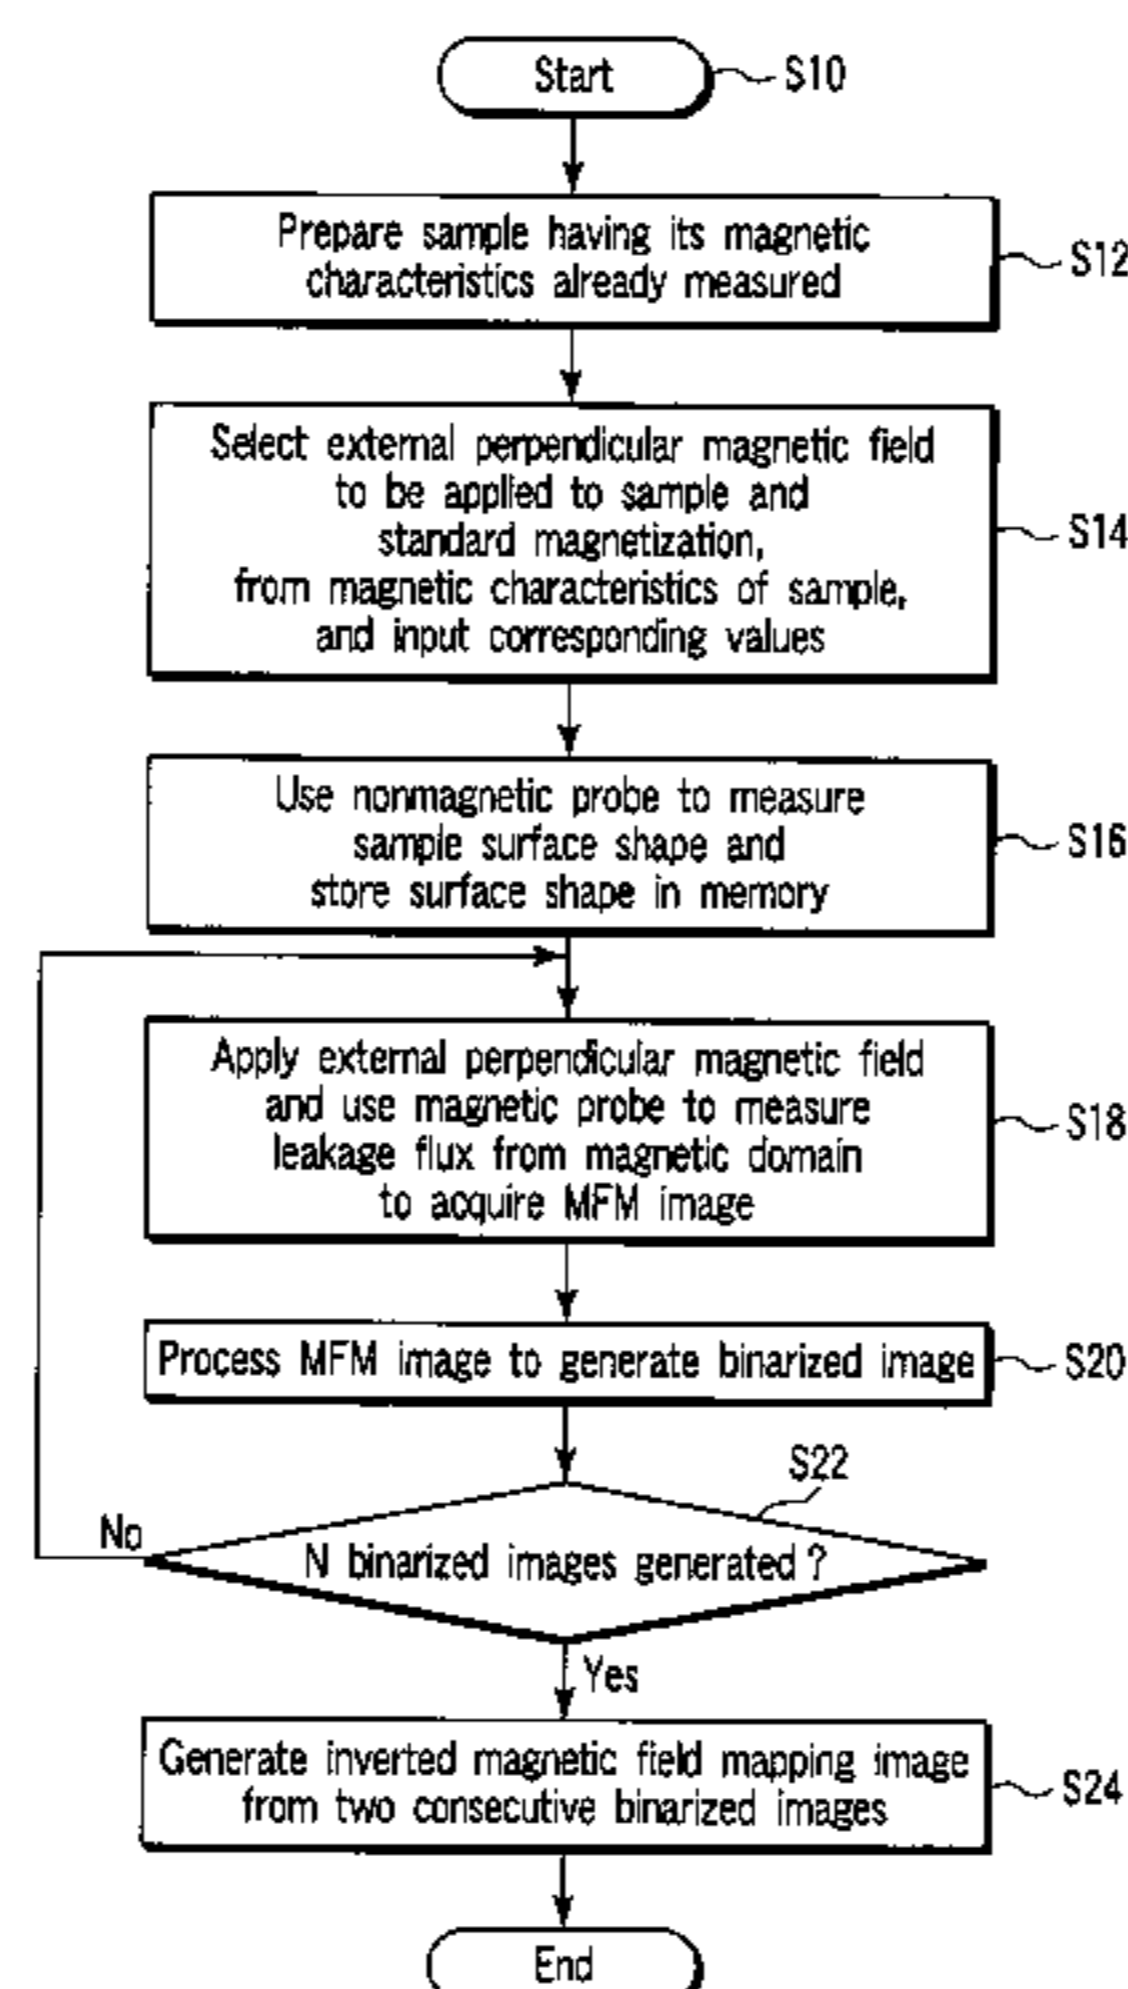 Start
S10
Prepare sample having its magnetic
characteristics already measured
S12
Select external perpendicular magnetic field
to be applied to sample and
standard magnetization,
from magnetic characteristics of sample,
and input corresponding values
S14
Use nonmagnetic probe to measure
sample surface shape and
store surface shape in memory
S16
Apply external perpendicular magnetic field
and use magnetic probe to measure
leakage flux from magnetic domain
to acquire MFM image
S18
Process MFM image to generate binarized image
S20
S22
No
N binarized images generated ?
Yes
Generate inverted magnetic field mapping image
from two consecutive binarized images
S24
End